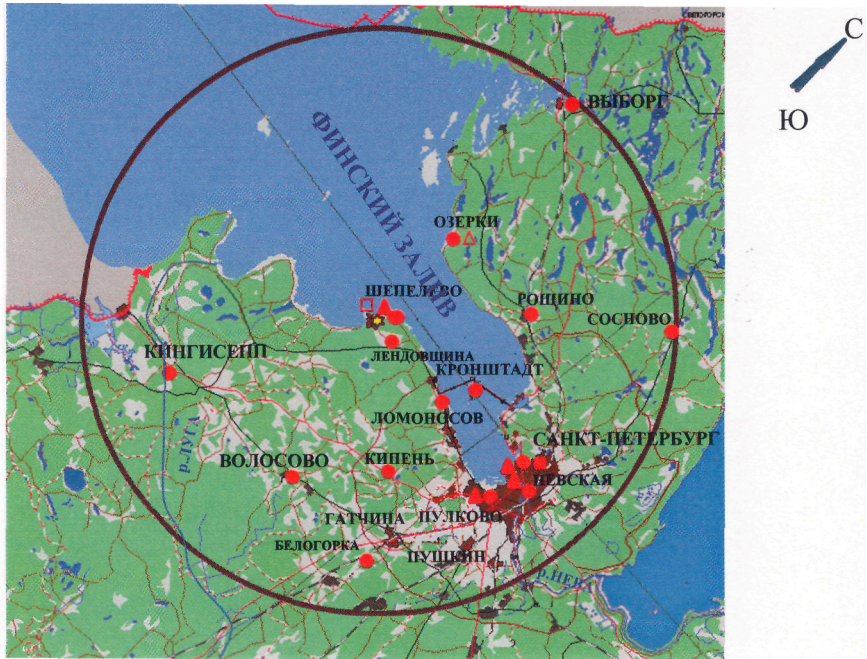 С
Ю
ВЫБОРГ
ФИНСКИЙ ЗАЛИВ
ОЗЕРКИ
ШЕПЕЛЕВО
РОЩИНО
СОСНОВО
ЛЕНДОВЩИНА
КИНГИСЕПП
КРОНШТАДТ
ЛОМОНОСОВ
р.ЛУГА
САНКТ-ПЕТЕРБУРГ
ВОЛОСОВО
КИПЕНЬ
НЕВСКАЯ
ГАТЧИНА
ПУЛКОВО
БЕЛОГОРКА
ПУШКИН
р.НЕВА